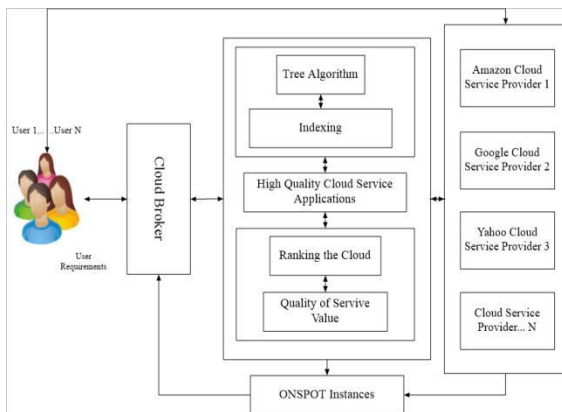 User 1... ...User N
User
Requirements
Cloud Broker
Tree Algorithm
Indexing
High Quality Cloud Service
Applications
Ranking the Cloud
Quality of Servive
Value
ONSPOT Instances
Amazon Cloud
Service Provider 1
Google Cloud
Service Provider 2
Yahoo Cloud
Service Provider 3
Cloud Service
Provider... N